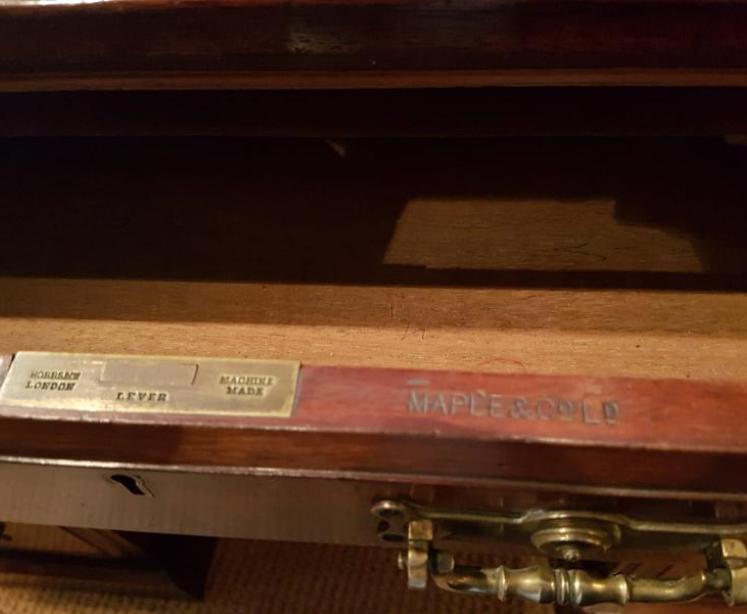 HOBBS & Co
LONDON
LEVER
MACHINE
MADE
MAPLE & Co LD